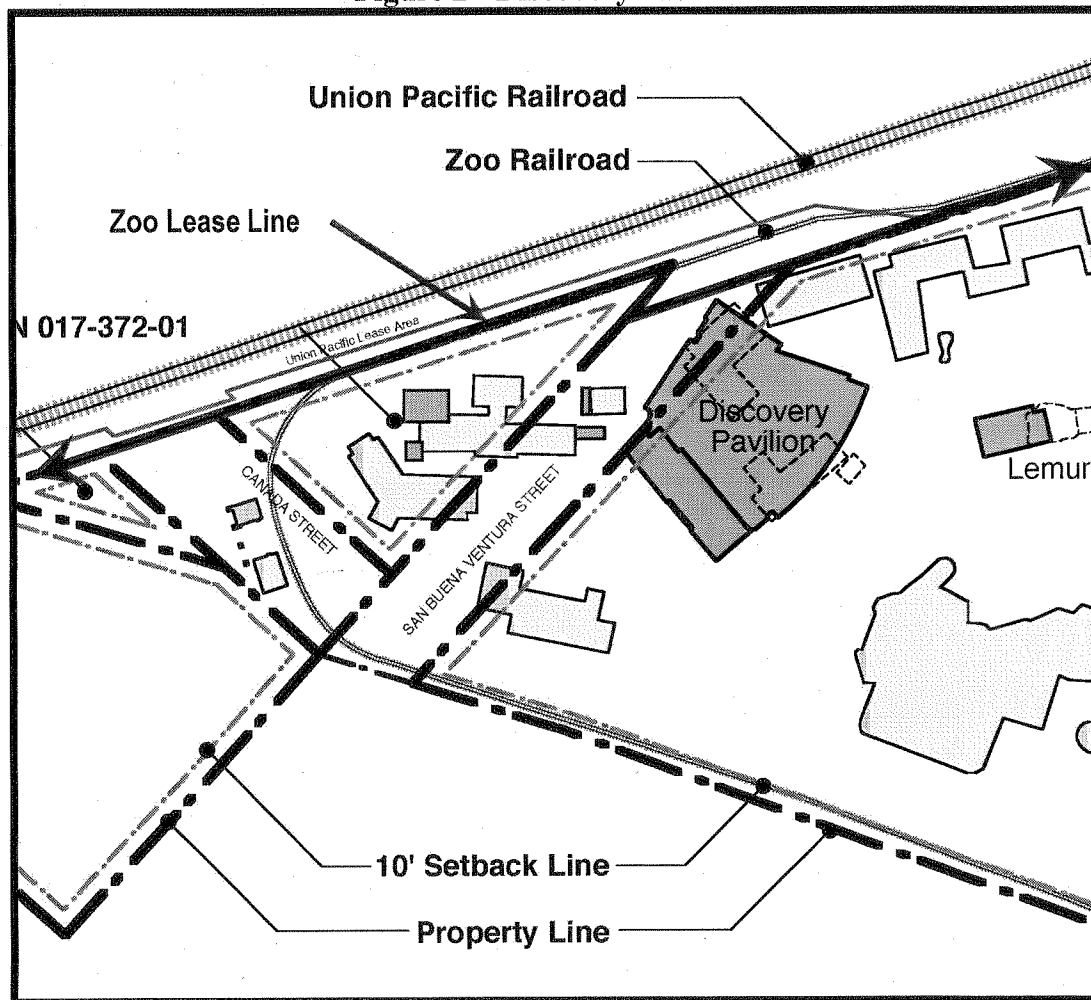 Union Pacific Railroad
Zoo Railroad
Zoo Lease Line
N 017-372-01
Union Pacific Lease Area
Discovery
Pavilion
Lemur
CANADA STREET
SAN BUENA VENTURA STREET
10' Setback Line
Property Line